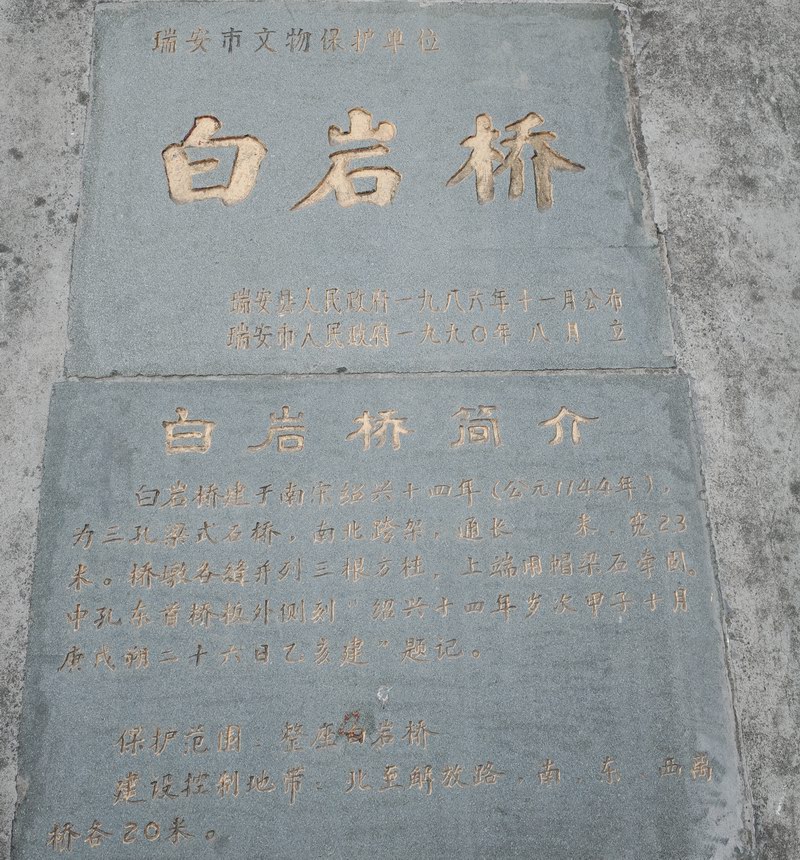 瑞安市文物保护单位
白岩桥
瑞安县人民政府一九八六年十一月公布
瑞安市人民政府一九九〇年八月立
白岩桥简介
白岩桥建于南宋绍兴十四年(公元1144年),
为三孔梁式石桥。南北跨架,通长 米,宽23
米。桥墩各缝并列三根方柱,上端用帽梁石牵固。
中孔东首桥板外侧刻“绍兴十四年岁次甲子十月
庚戌朔二十六日乙亥建”题记。
保护范围:整座白岩桥
建设控制地带:北至解放路,南、东、西离
桥各20米。